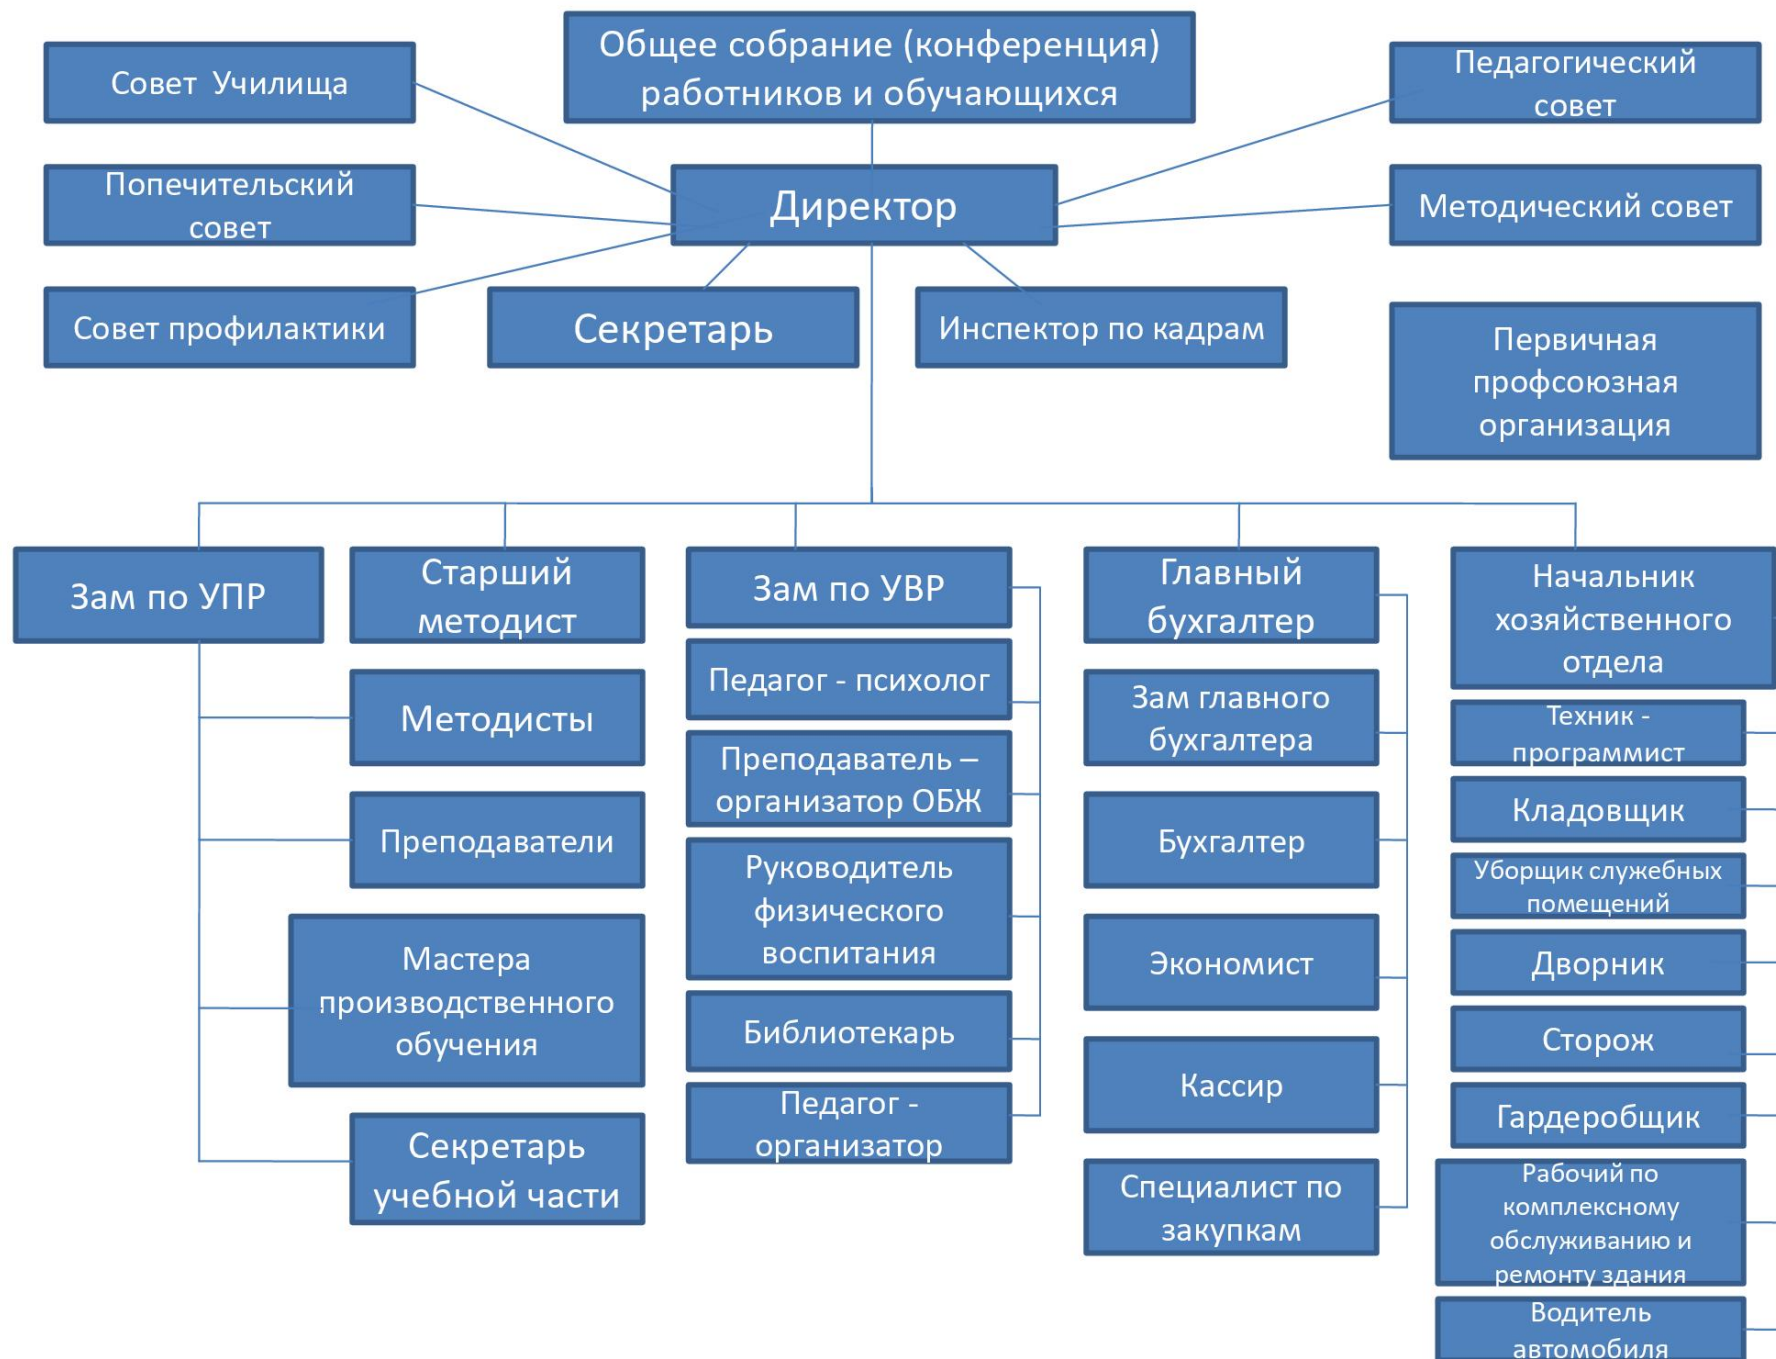 Общее собрание (конференция)
работников и обучающихся
Совет  Училища
Педагогический
совет
Попечительский
совет
Директор
Методический совет
Совет профилактики
Секретарь
Инспектор по кадрам
Первичная
профсоюзная
организация
Зам по УПР
Старший
методист
Методисты
Преподаватели
Мастера
производственного
обучения
Секретарь
учебной части
Зам по УВР
Педагог - психолог
Преподаватель –
организатор ОБЖ
Руководитель
физического
воспитания
Библиотекарь
Педагог -
организатор
Главный
бухгалтер
Зам главного
бухгалтера
Бухгалтер
Экономист
Кассир
Специалист по
закупкам
Начальник
хозяйственного
отдела
Техник -
программист
Кладовщик
Уборщик служебных
помещений
Дворник
Сторож
Гардеробщик
Рабочий по
комплексному
обслуживанию и
ремонту здания
Водитель
автомобиля